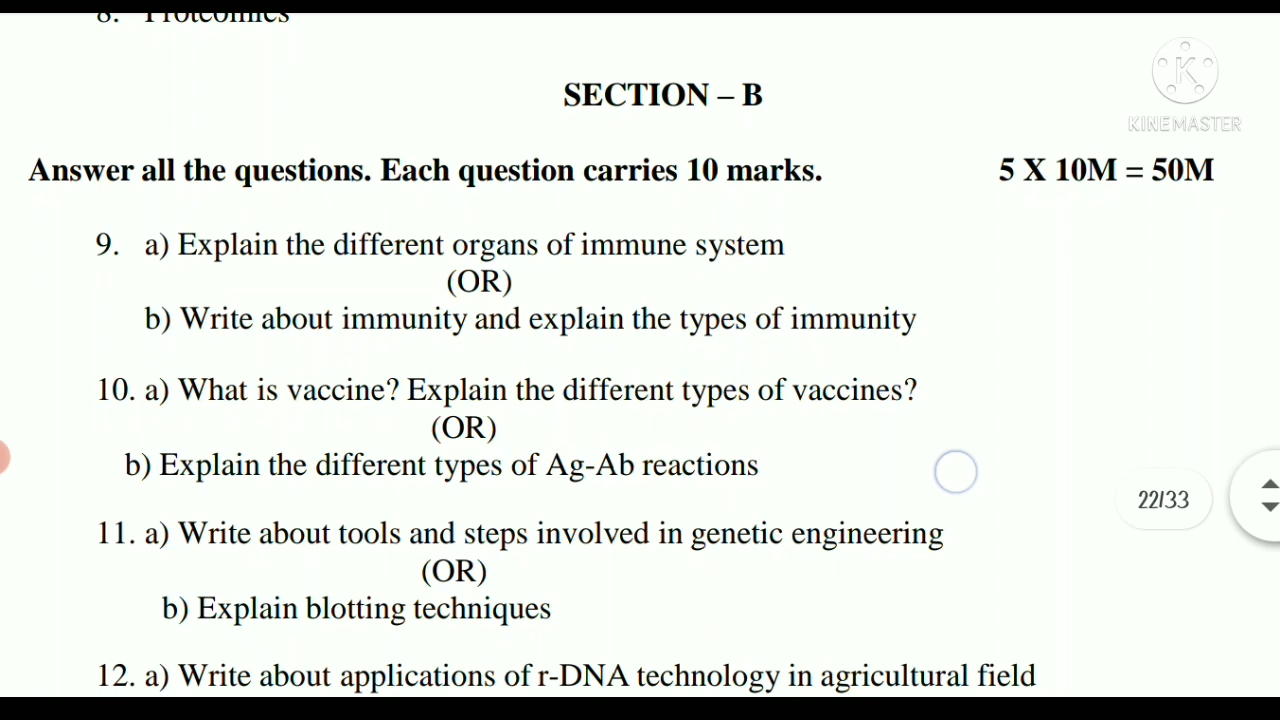 8. Proteomics
SECTION – B
KINEMASTER
Answer all the questions. Each question carries 10 marks. 5 X 10M = 50M
9. a) Explain the different organs of immune system
(OR)
b) Write about immunity and explain the types of immunity
10. a) What is vaccine? Explain the different types of vaccines?
(OR)
b) Explain the different types of Ag-Ab reactions
22/33
11. a) Write about tools and steps involved in genetic engineering
(OR)
b) Explain blotting techniques
12. a) Write about applications of r-DNA technology in agricultural field